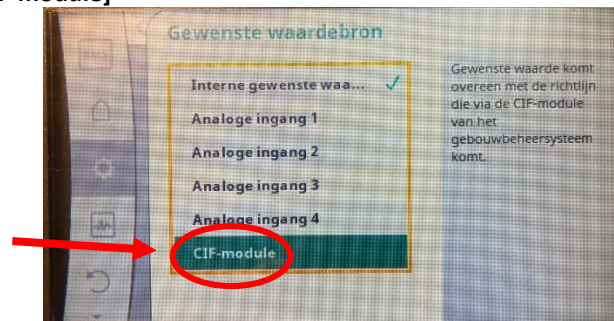 -module]
Gewenste waardebron
Interne gewenste waa... ✓
Analoge ingang 1
Analoge ingang 2
Analoge ingang 3
Analoge ingang 4
CIF-module
Gewenste waarde komt
overeen met de richtlijn
die via de CIF-module
van het
gebouwbeheersysteem
komt.